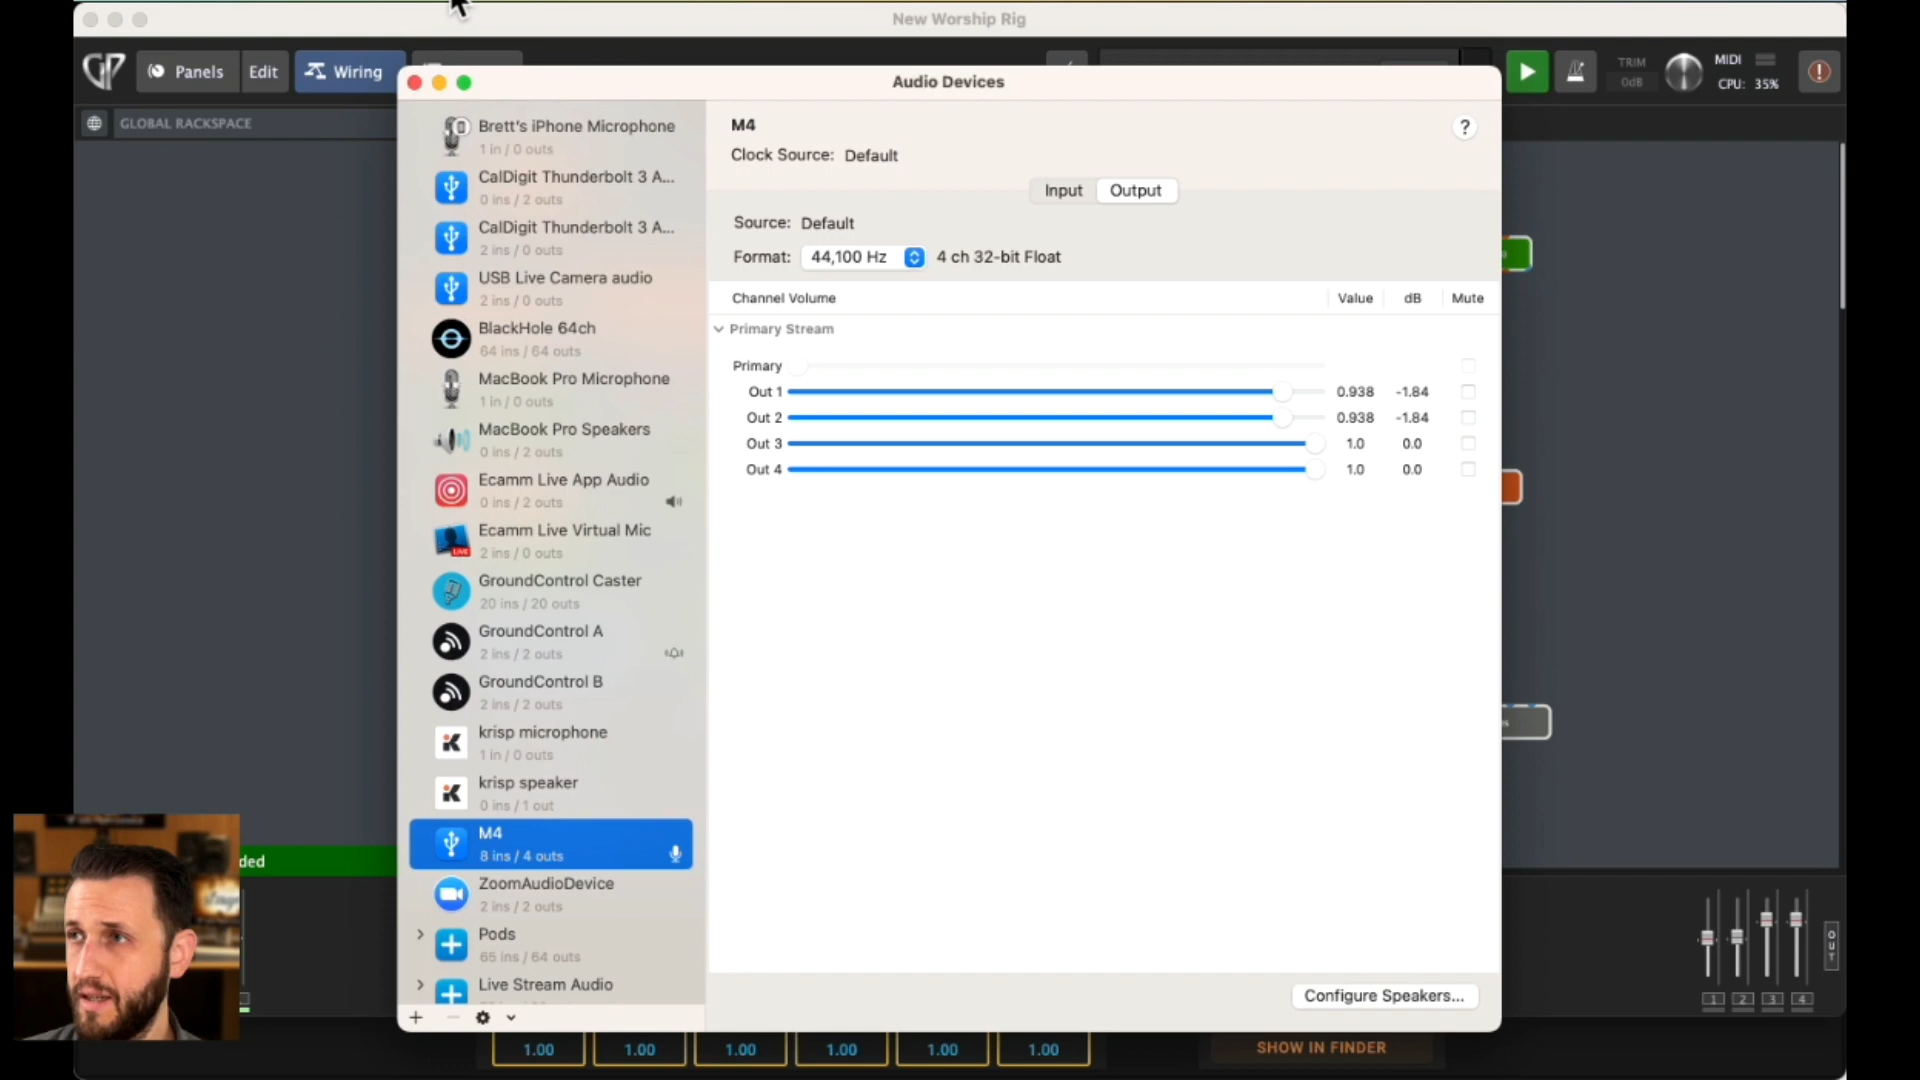 New Worship Rig
GP
Panels
Edit
Wiring
TRIM
0dB
MIDI
CPU: 35%
GLOBAL RACKSPACE
Audio Devices
Brett's iPhone Microphone
1 in / 0 outs
CalDigit Thunderbolt 3 A...
0 ins / 2 outs
CalDigit Thunderbolt 3 A...
2 ins / 0 outs
USB Live Camera audio
2 ins / 0 outs
BlackHole 64ch
64 ins / 64 outs
MacBook Pro Microphone
1 in / 0 outs
MacBook Pro Speakers
0 ins / 2 outs
Ecamm Live App Audio
0 ins / 2 outs
Ecamm Live Virtual Mic
2 ins / 0 outs
LIVE
GroundControl Caster
20 ins / 20 outs
GroundControl A
2 ins / 2 outs
GroundControl B
2 ins / 2 outs
krisp microphone
1 in / 0 outs
krisp speaker
0 ins / 1 out
M4
8 ins / 4 outs
ZoomAudioDevice
2 ins / 2 outs
Pods
65 ins / 64 outs
Live Stream Audio
M4
?
Clock Source: Default
Input
Output
Source: Default
Format: 44,100 Hz 4 ch 32-bit Float
Channel Volume Value dB Mute
Primary Stream
Primary
Out 1 0.938 -1.84
Out 2 0.938 -1.84
Out 3 1.0 0.0
Out 4 1.0 0.0
Configure Speakers...
ded
1 2 3 4
OUT
1.00 1.00 1.00 1.00 1.00 1.00
SHOW IN FINDER